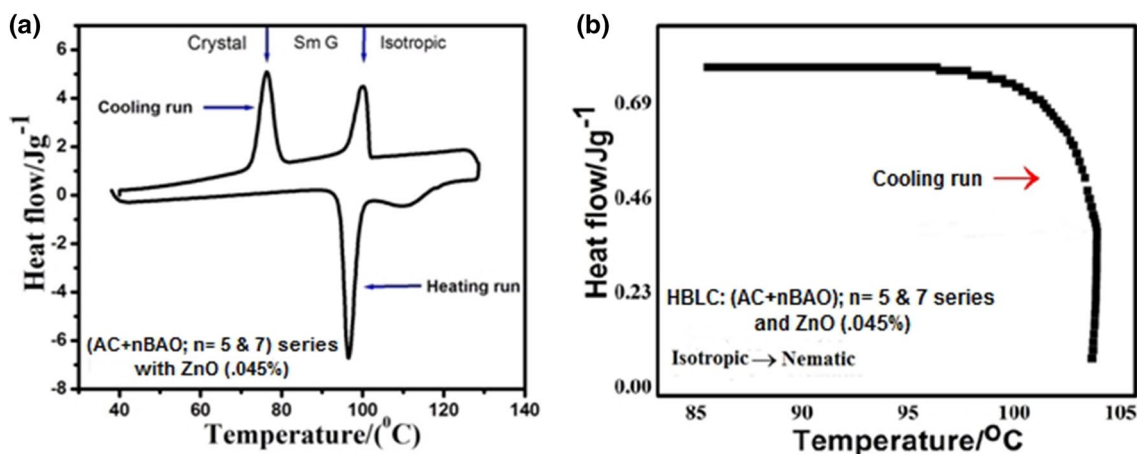 (a)
Crystal Sm G Isotropic
Cooling run
Heating run
(AC+nBAO; n= 5 & 7) series
with ZnO (.045%)
Heat flow/Jg-1
6
4
2
0
-2
-4
-6
-8
40 60 80 100 120 140
Temperature/(⁰C)
(b)
Cooling run
HBLC: (AC+nBAO); n= 5 & 7 series
and ZnO (.045%)
Isotropic → Nematic
Heat flow/Jg-1
0.69
0.46
0.23
0.00
85 90 95 100 105
Temperature/⁰C